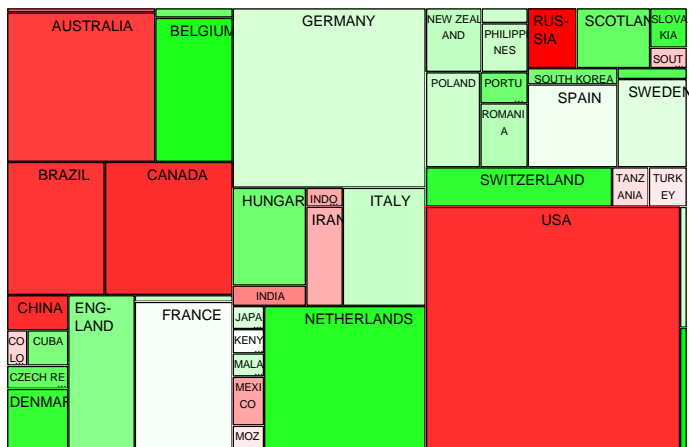 AUSTRALIA
BELGIUM
GERMANY
NEW ZEAL
AND
PHILIPPI
NES
RUS-
SIA
SCOTLAN
SLOVA
KIA
SOUT
...
POLAND
PORTU
...
ROMANI
A
SOUTH KOREA
SPAIN
SWEDEN
BRAZIL
CANADA
HUNGAR
INDO
...
IRAN
ITALY
SWITZERLAND
TANZ
ANIA
TURK
EY
USA
INDIA
CHINA
ENG-
LAND
FRANCE
JAPA
...
NETHERLANDS
CO
LO
...
CUBA
KENY
...
MALA
...
CZECH RE
...
DENMAR
MEXI
CO
MOZ